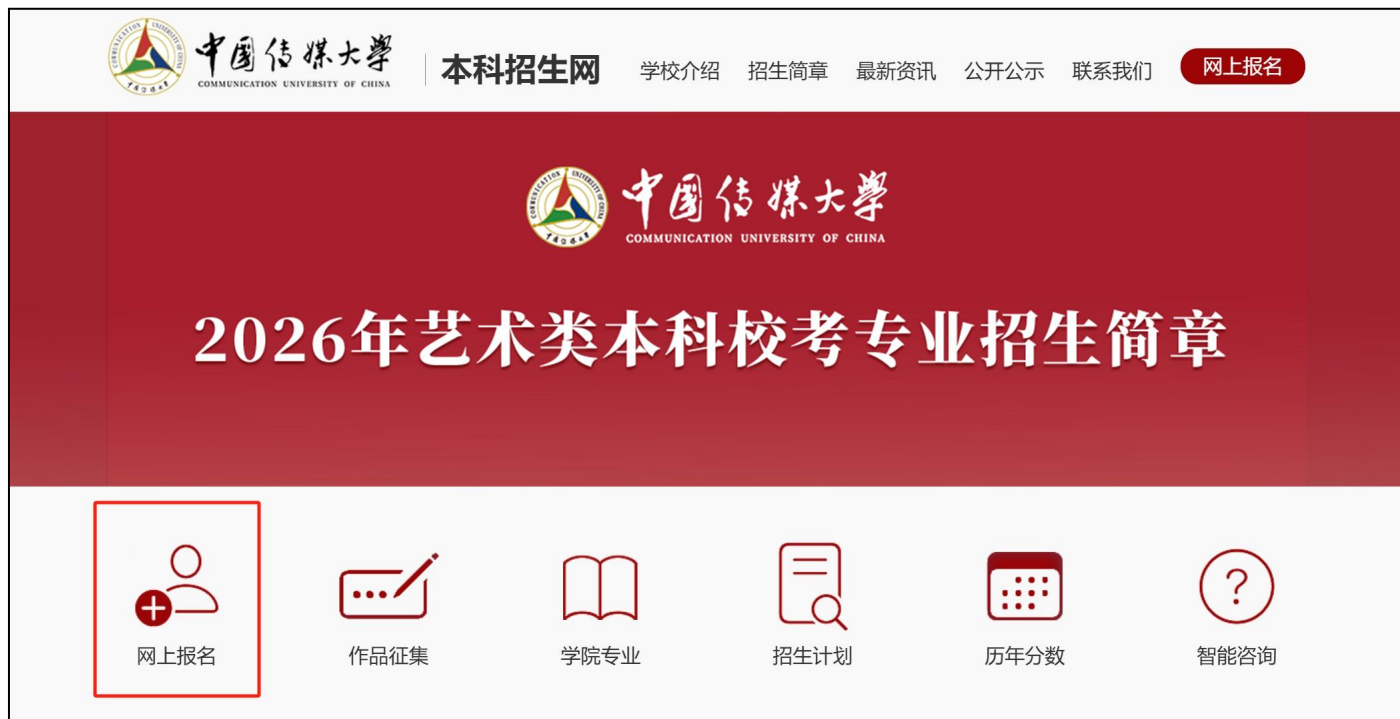 中国传媒大学
COMMUNICATION UNIVERSITY OF CHINA
本科招生网
学校介绍 招生简章 最新资讯 公开公示 联系我们 网上报名
中国传媒大学
COMMUNICATION UNIVERSITY OF CHINA
2026年艺术类本科校考专业招生简章
网上报名 作品征集 学院专业 招生计划 历年分数 智能咨询